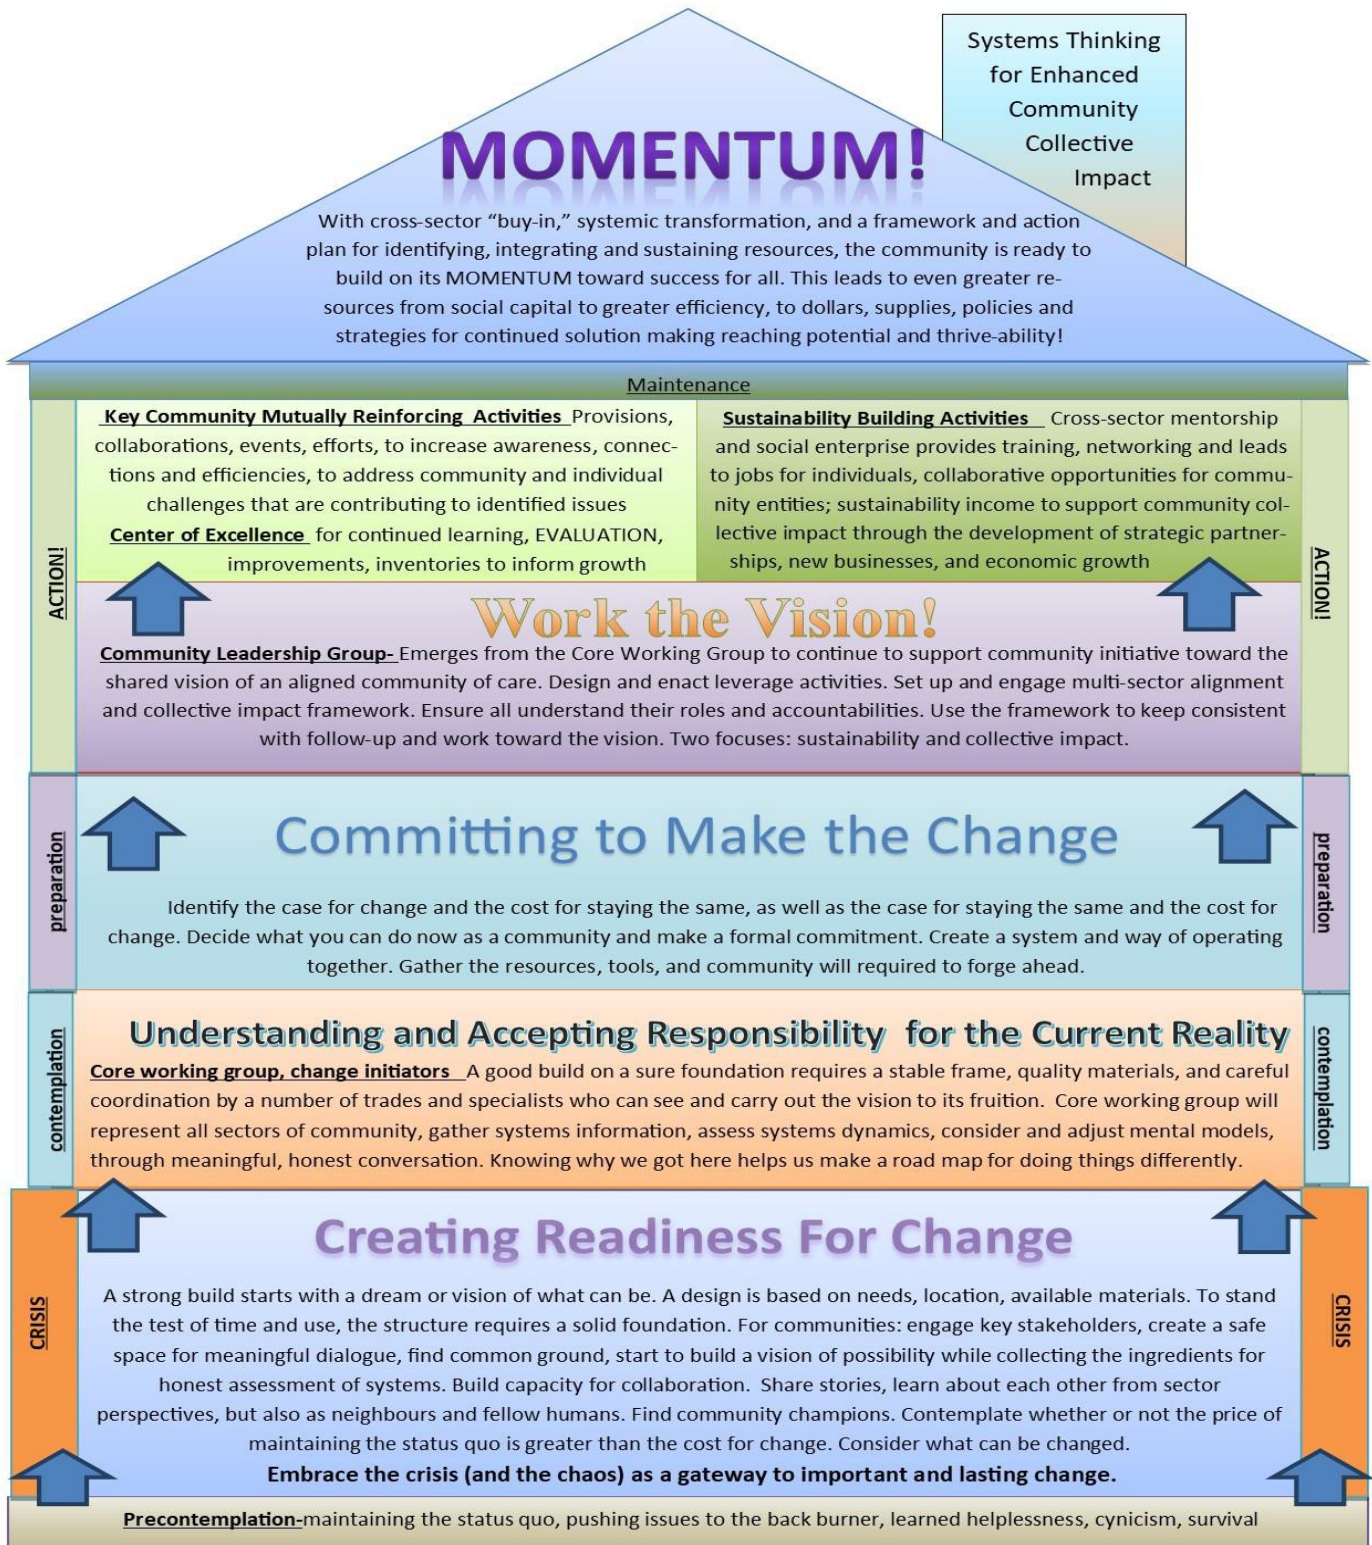 Systems Thinking
for Enhanced
Community
Collective
Impact
MOMENTUM!
With cross-sector “buy-in,” systemic transformation, and a framework and action
plan for identifying, integrating and sustaining resources, the community is ready to
build on its MOMENTUM toward success for all. This leads to even greater re-
sources from social capital to greater efficiency, to dollars, supplies, policies and
strategies for continued solution making reaching potential and thrive-ability!
Maintenance
ACTION!
Key Community Mutually Reinforcing Activities Provisions,
collaborations, events, efforts, to increase awareness, connec-
tions and efficiencies, to address community and individual
challenges that are contributing to identified issues
Center of Excellence for continued learning, EVALUATION,
improvements, inventories to inform growth
Sustainability Building Activities Cross-sector mentorship
and social enterprise provides training, networking and leads
to jobs for individuals, collaborative opportunities for commu-
nity entities; sustainability income to support community col-
lective impact through the development of strategic partner-
ships, new businesses, and economic growth
ACTION!
Work the Vision!
Community Leadership Group- Emerges from the Core Working Group to continue to support community initiative toward the
shared vision of an aligned community of care. Design and enact leverage activities. Set up and engage multi-sector alignment
and collective impact framework. Ensure all understand their roles and accountabilities. Use the framework to keep consistent
with follow-up and work toward the vision. Two focuses: sustainability and collective impact.
preparation
Committing to Make the Change
Identify the case for change and the cost for staying the same, as well as the case for staying the same and the cost for
change. Decide what you can do now as a community and make a formal commitment. Create a system and way of operating
together. Gather the resources, tools, and community will required to forge ahead.
preparation
contemplation
Understanding and Accepting Responsibility for the Current Reality
Core working group, change initiators A good build on a sure foundation requires a stable frame, quality materials, and careful
coordination by a number of trades and specialists who can see and carry out the vision to its fruition. Core working group will
represent all sectors of community, gather systems information, assess systems dynamics, consider and adjust mental models,
through meaningful, honest conversation. Knowing why we got here helps us make a road map for doing things differently.
contemplation
CRISIS
Creating Readiness For Change
A strong build starts with a dream or vision of what can be. A design is based on needs, location, available materials. To stand
the test of time and use, the structure requires a solid foundation. For communities: engage key stakeholders, create a safe
space for meaningful dialogue, find common ground, start to build a vision of possibility while collecting the ingredients for
honest assessment of systems. Build capacity for collaboration. Share stories, learn about each other from sector
perspectives, but also as neighbours and fellow humans. Find community champions. Contemplate whether or not the price of
maintaining the status quo is greater than the cost for change. Consider what can be changed.
Embrace the crisis (and the chaos) as a gateway to important and lasting change.
CRISIS
Precontemplation-maintaining the status quo, pushing issues to the back burner, learned helplessness, cynicism, survival